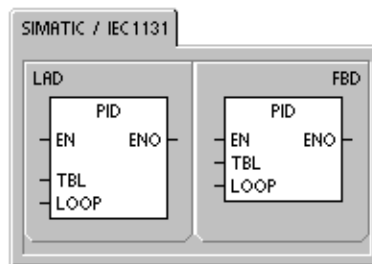 SIMATIC / IEC1131
LAD
PID
EN ENO
TBL
LOOP
FBD
PID
EN ENO
TBL
LOOP